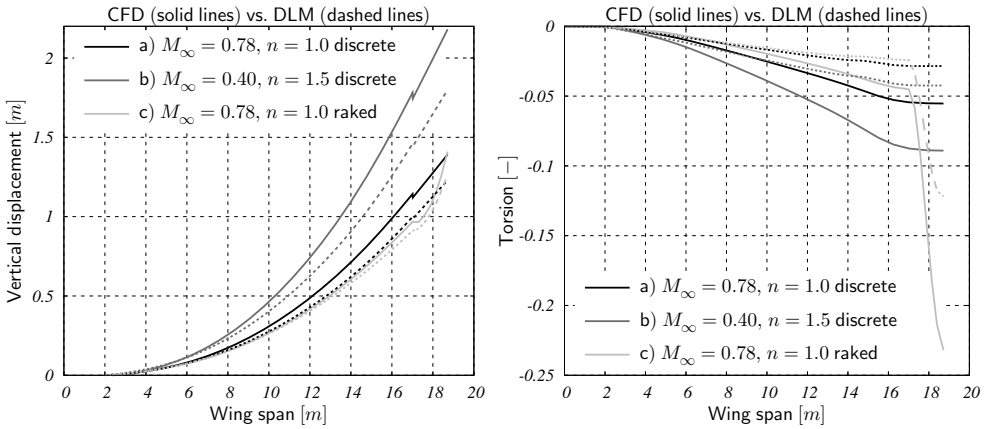 CFD (solid lines) vs. DLM (dashed lines)
a) M∞ = 0.78, n = 1.0 discrete
b) M∞ = 0.40, n = 1.5 discrete
c) M∞ = 0.78, n = 1.0 raked
Vertical displacement [m]
2
1.5
1
0.5
0
0 2 4 6 8 10 12 14 16 18 20
Wing span [m]
CFD (solid lines) vs. DLM (dashed lines)
Torsion [−]
0
-0.05
-0.1
-0.15
-0.2
-0.25
a) M∞ = 0.78, n = 1.0 discrete
b) M∞ = 0.40, n = 1.5 discrete
c) M∞ = 0.78, n = 1.0 raked
0 2 4 6 8 10 12 14 16 18 20
Wing span [m]